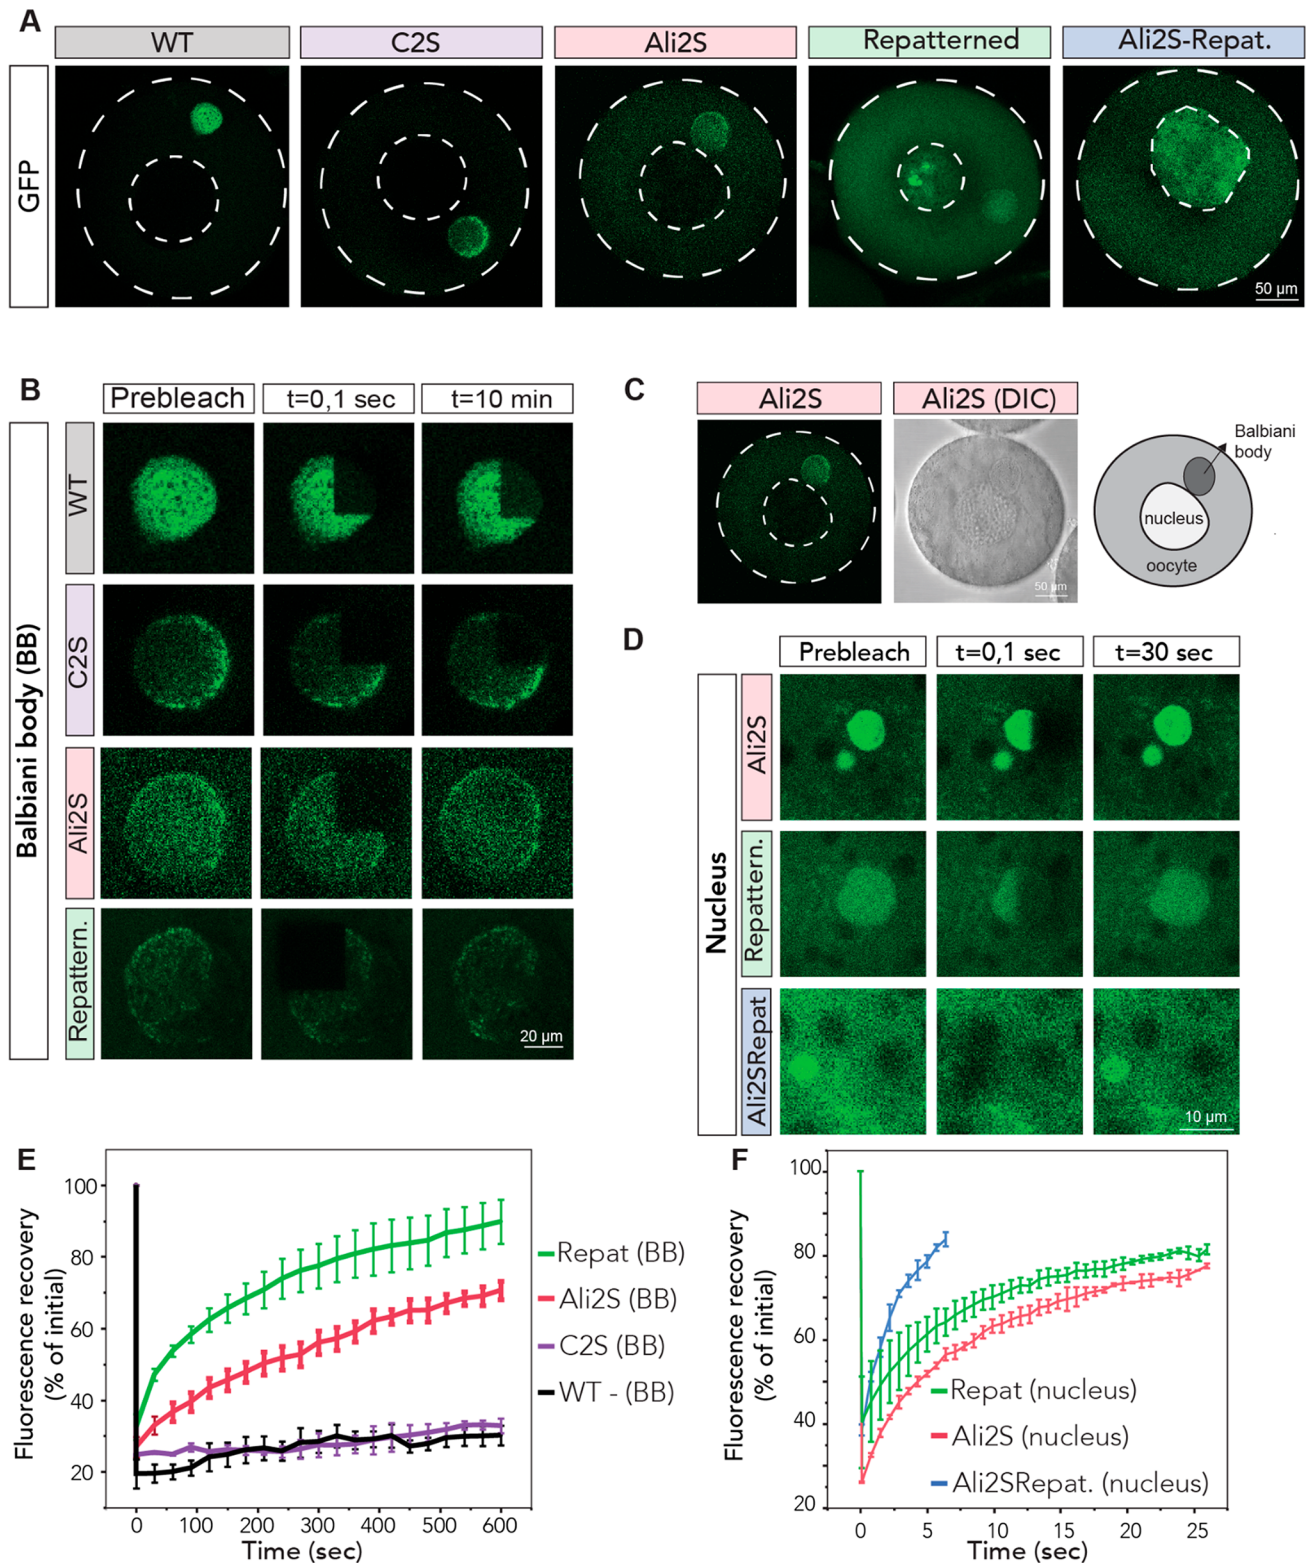 A
WT
C2S
Ali2S
Repatterned
Ali2S-Repat.
GFP
50 µm
B
Prebleach
t=0,1 sec
t=10 min
Balbiani body (BB)
WT
C2S
Ali2S
Repattern.
20 µm
C
Ali2S
Ali2S (DIC)
50 µm
Balbiani
body
nucleus
oocyte
D
Prebleach
t=0,1 sec
t=30 sec
Nucleus
Ali2S
Repattern.
Ali2SRepat
10 µm
E
Fluorescence recovery
(% of initial)
100
80
60
40
20
0
100
200
300
400
500
600
Time (sec)
Repat (BB)
Ali2S (BB)
C2S (BB)
WT - (BB)
F
Fluorescence recovery
(% of initial)
100
80
60
40
20
0
5
10
15
20
25
Time (sec)
Repat (nucleus)
Ali2S (nucleus)
Ali2SRepat. (nucleus)